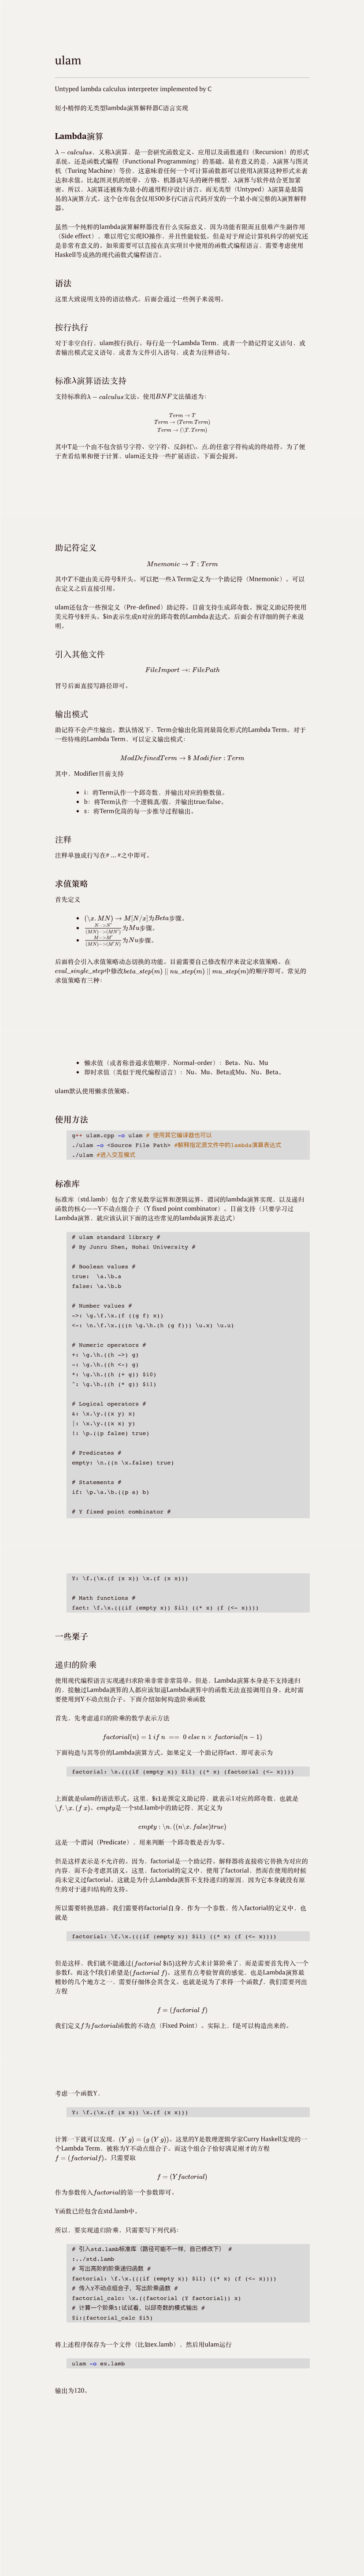 ulam
Untyped lambda calculus interpreter implemented by C
短小精悍的无类型lambda演算解释器C语言实现
Lambda演算
λ − calculus，又称λ演算，是一套研究函数定义、应用以及函数递归（Recursion）的形式
系统，还是函数式编程（Functional Programming）的基础。最有意义的是，λ演算与图灵
机（Turing Machine）等价，这意味着任何一个可计算函数都可以使用λ演算这种形式来表
达和求值。比起图灵机的纸带、方格、机器读写头的硬件模型，λ演算与软件结合更加紧
密。所以，λ演算还被称为最小的通用程序设计语言。而无类型（Untyped）λ演算是最简
易的λ演算方式。这个仓库包含仅用500多行C语言代码开发的一个最小而完整的λ演算解释
器。
虽然一个纯粹的lambda演算解释器没有什么实际意义，因为功能有限而且很难产生副作用
（Side effect），难以用它实现IO操作，并且性能较低。但是对于理论计算机科学的研究还
是非常有意义的。如果需要可以直接在真实项目中使用的函数式编程语言，需要考虑使用
Haskell等成熟的现代函数式编程语言。
语法
这里大致说明支持的语法格式，后面会通过一些例子来说明。
按行执行
对于非空白行，ulam按行执行。每行是一个Lambda Term，或者一个助记符定义语句，或
者输出模式定义语句，或者为文件引入语句，或者为注释语句。
标准λ演算语法支持
支持标准的λ − calculus文法，使用BNF文法描述为：
Term → T
Term → (Term Term)
Term → (\T. Term)
其中T是一个由不包含括号字符、空字符、反斜杠\、点.的任意字符构成的终结符。为了便
于查看结果和便于计算，ulam还支持一些扩展语法，下面会提到。
助记符定义
Mnemonic → T : Term
其中T不能由美元符号$开头，可以把一些λ Term定义为一个助记符（Mnemonic），可以
在定义之后直接引用。
ulam还包含一些预定义（Pre-defined）助记符，目前支持生成邱奇数。预定义助记符使用
美元符号$开头，$in表示生成n对应的邱奇数的Lambda表达式。后面会有详细的例子来说
明。
引入其他文件
FileImport →: FilePath
冒号后面直接写路径即可。
输出模式
助记符不会产生输出。默认情况下，Term会输出化简到最简化形式的Lambda Term。对于
一些特殊的Lambda Term，可以定义输出模式：
ModDefinedTerm → $ Modifier : Term
其中，Modifier目前支持
• i：将Term认作一个邱奇数，并输出对应的整数值。
• b：将Term认作一个逻辑真/假，并输出true/false。
• s：将Term化简的每一步推导过程输出。
注释
注释单独成行写在# ... #之中即可。
求值策略
首先定义
• (\x. MN) → M[N/x]为Beta步骤。
• N−>N′ / (MN)−>(MN′) 为Mu步骤。
• M−>M′ / (MN)−>(M′N) 为Nu步骤。
后面将会引入求值策略动态切换的功能，目前需要自己修改程序来设定求值策略。在
eval_single_step中修改beta_step(m) || nu_step(m) || mu_step(m)的顺序即可。常见的
求值策略有三种：
• 懒求值（或者称普通求值顺序，Normal-order）：Beta、Nu、Mu
• 即时求值（类似于现代编程语言）：Nu、Mu、Beta或Mu、Nu、Beta。
ulam默认使用懒求值策略。
使用方法
g++ ulam.cpp -o ulam # 使用其它编译器也可以
./ulam -o <Source File Path> #解释指定源文件中的lambda演算表达式
./ulam #进入交互模式
标准库
标准库（std.lamb）包含了常见数学运算和逻辑运算、谓词的lambda演算实现，以及递归
函数的核心——Y不动点组合子（Y fixed point combinator）。目前支持（只要学习过
Lambda演算，就应该认识下面的这些常见的lambda演算表达式）
# ulam standard library #
# By Junru Shen, Hohai University #
# Boolean values #
true:  \a.\b.a
false: \a.\b.b
# Number values #
->: \g.\f.\x.(f ((g f) x))
<-: \n.\f.\x.(((n \g.\h.(h (g f))) \u.x) \u.u)
# Numeric operators #
+: \g.\h.((h ->) g)
-: \g.\h.((h <-) g)
*: \g.\h.((h (+ g)) $i0)
^: \g.\h.((h (* g)) $i1)
# Logical operators #
&: \x.\y.((x y) x)
|: \x.\y.((x x) y)
!: \p.((p false) true)
# Predicates #
empty: \n.((n \x.false) true)
# Statements #
if: \p.\a.\b.((p a) b)
# Y fixed point combinator #
Y: \f.(\x.(f (x x)) \x.(f (x x)))
# Math functions #
fact: \f.\x.(((if (empty x)) $i1) ((* x) (f (<- x))))
一些栗子
递归的阶乘
使用现代编程语言实现递归求阶乘非常非常简单。但是，Lambda演算本身是不支持递归
的，接触过Lambda演算的人都应该知道Lambda演算中的函数无法直接调用自身，此时需
要使用到Y不动点组合子。下面介绍如何构造阶乘函数
首先，先考虑递归的阶乘的数学表示方法
factorial(n) = 1 if n == 0 else n × factorial(n − 1)
下面构造与其等价的Lambda演算方式。如果定义一个助记符fact，即可表示为
factorial: \x.(((if (empty x)) $i1) ((* x) (factorial (<- x))))
上面就是ulam的语法形式。这里，$i1是预定义助记符，就表示1对应的邱奇数，也就是
\f. \x. (f x)。empty是一个std.lamb中的助记符，其定义为
empty : \n. ((n\x. false)true)
这是一个谓词（Predicate），用来判断一个邱奇数是否为零。
但是这样表示是不允许的。因为，factorial是一个助记符，解释器将直接将它替换为对应的
内容，而不会考虑其语义。这里，factorial的定义中，使用了factorial，然而在使用的时候
尚未定义过factorial。这就是为什么Lambda演算不支持递归的原因，因为它本身就没有原
生的对于递归结构的支持。
所以需要转换思路。我们需要将factorial自身，作为一个参数，传入factorial的定义中，也
就是
factorial: \f.\x.(((if (empty x)) $i1) ((* x) (f (<- x))))
但是这样，我们就不能通过(factorial $i5)这种方式来计算阶乘了，而是需要首先传入一个
参数f。而这个f我们希望是(factorial f)，这里有点考验智商的感觉，也是Lambda演算最
精妙的几个地方之一，需要仔细体会其含义。也就是说为了求得一个函数f，我们需要列出
方程
f = (factorial f)
我们定义f为factorial函数的不动点（Fixed Point）。实际上，f是可以构造出来的。
考虑一个函数Y，
Y: \f.(\x.(f (x x)) \x.(f (x x)))
计算一下就可以发现，(Y g) = (g (Y g))。这里的Y是数理逻辑学家Curry Haskell发现的一
个Lambda Term，被称为Y不动点组合子。而这个组合子恰好满足刚才的方程
f = (factorialf)。只需要取
f = (Yfactorial)
作为参数传入factorial的第一个参数即可。
Y函数已经包含在std.lamb中。
所以，要实现递归阶乘，只需要写下列代码：
# 引入std.lamb标准库（路径可能不一样，自己修改下） #
:../std.lamb
# 写出高阶的阶乘递归函数 #
factorial: \f.\x.(((if (empty x)) $i1) ((* x) (f (<- x))))
# 传入Y不动点组合子，写出阶乘函数 #
factorial_calc: \x.((factorial (Y factorial)) x)
# 计算一个阶乘5!试试看，以邱奇数的模式输出 #
$i:(factorial_calc $i5)
将上述程序保存为一个文件（比如ex.lamb），然后用ulam运行
ulam -o ex.lamb
输出为120。